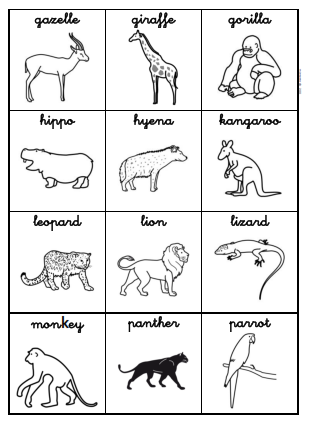 gazelle giraffe gorilla
hippo hyena kangaroo
leopard lion lizard
monkey panther parrot